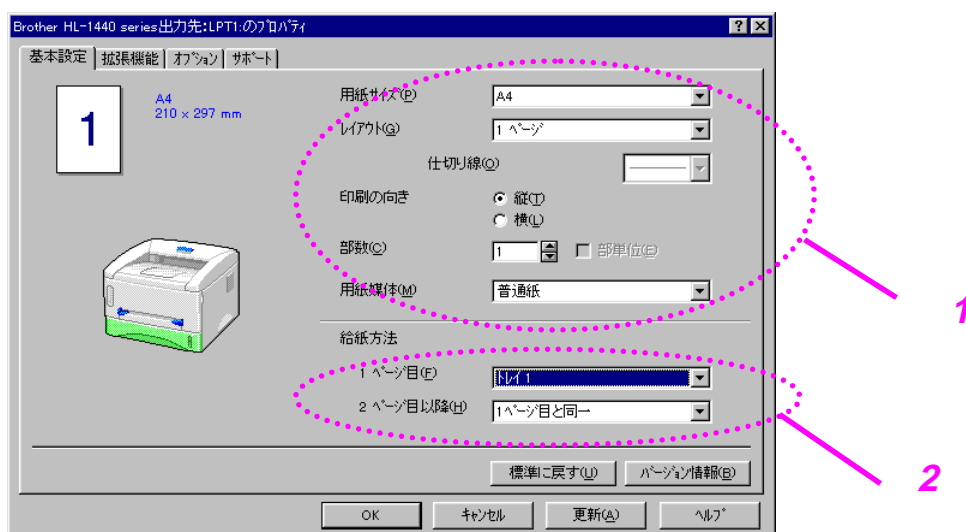 Brother HL-1440 series出力先:LPT1:のﾌﾟﾛﾊﾟﾃｨ
基本設定 拡張機能 ｵﾌﾟｼｮﾝ ｻﾎﾟｰﾄ
1
A4
210 x 297 mm
用紙ｻｲｽﾞ(P) A4
ﾚｲｱｳﾄ(G) 1 ﾍﾟｰｼﾞ
仕切り線(O)
印刷の向き 縦(T)
横(L)
部数(C) 1 部単位(E)
用紙媒体(M) 普通紙
1
給紙方法
1 ﾍﾟｰｼﾞ目(F) ﾄﾚｲ1
2 ﾍﾟｰｼﾞ目以降(H) 1ﾍﾟｰｼﾞ目と同一
2
標準に戻す(U) ﾊﾞｰｼﾞｮﾝ情報(B)
OK ｷｬﾝｾﾙ 更新(A) ﾍﾙﾌﾟ